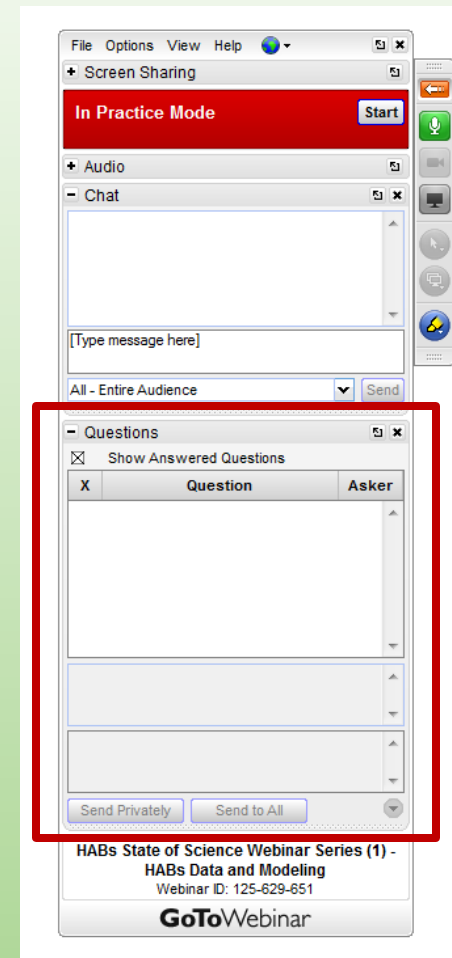 File Options View Help
Screen Sharing
In Practice Mode Start
Audio
Chat
[Type message here]
All - Entire Audience Send
Questions
Show Answered Questions
X Question Asker
Send Privately Send to All
HABs State of Science Webinar Series (1) -
HABs Data and Modeling
Webinar ID: 125-629-651
GoToWebinar